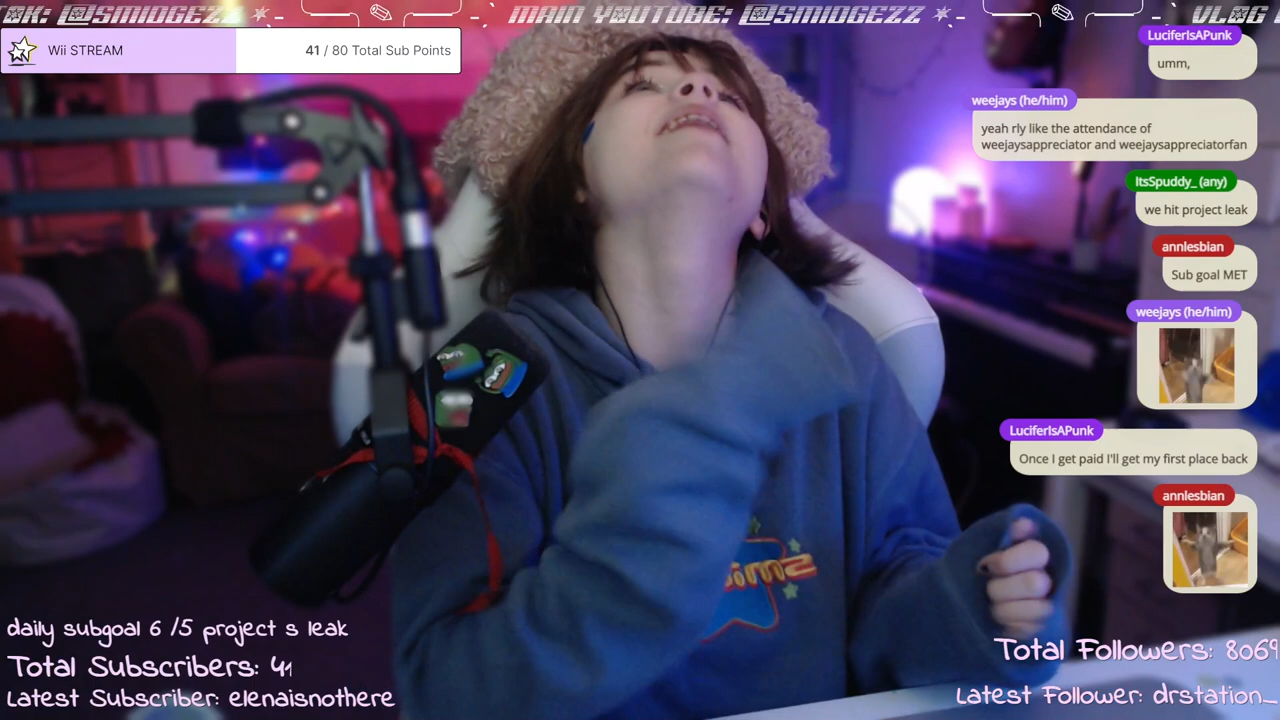 OK: @SMIDGEZZ
MAIN YOUTUBE: @SMIDGEZZ
VLOG
Wii STREAM
41 / 80 Total Sub Points
LuciferIsAPunk
umm,
weejays (he/him)
yeah rly like the attendance of
weejaysappreciator and weejaysappreciatorfan
ItsSpuddy_ (any)
we hit project leak
annlesbian
Sub goal MET
weejays (he/him)
LuciferIsAPunk
Once I get paid I'll get my first place back
annlesbian
daily subgoal 6 /5 project s leak
Total Subscribers: 41
Latest Subscriber: elenaisnothere
Total Followers: 8069
Latest Follower: drstation_